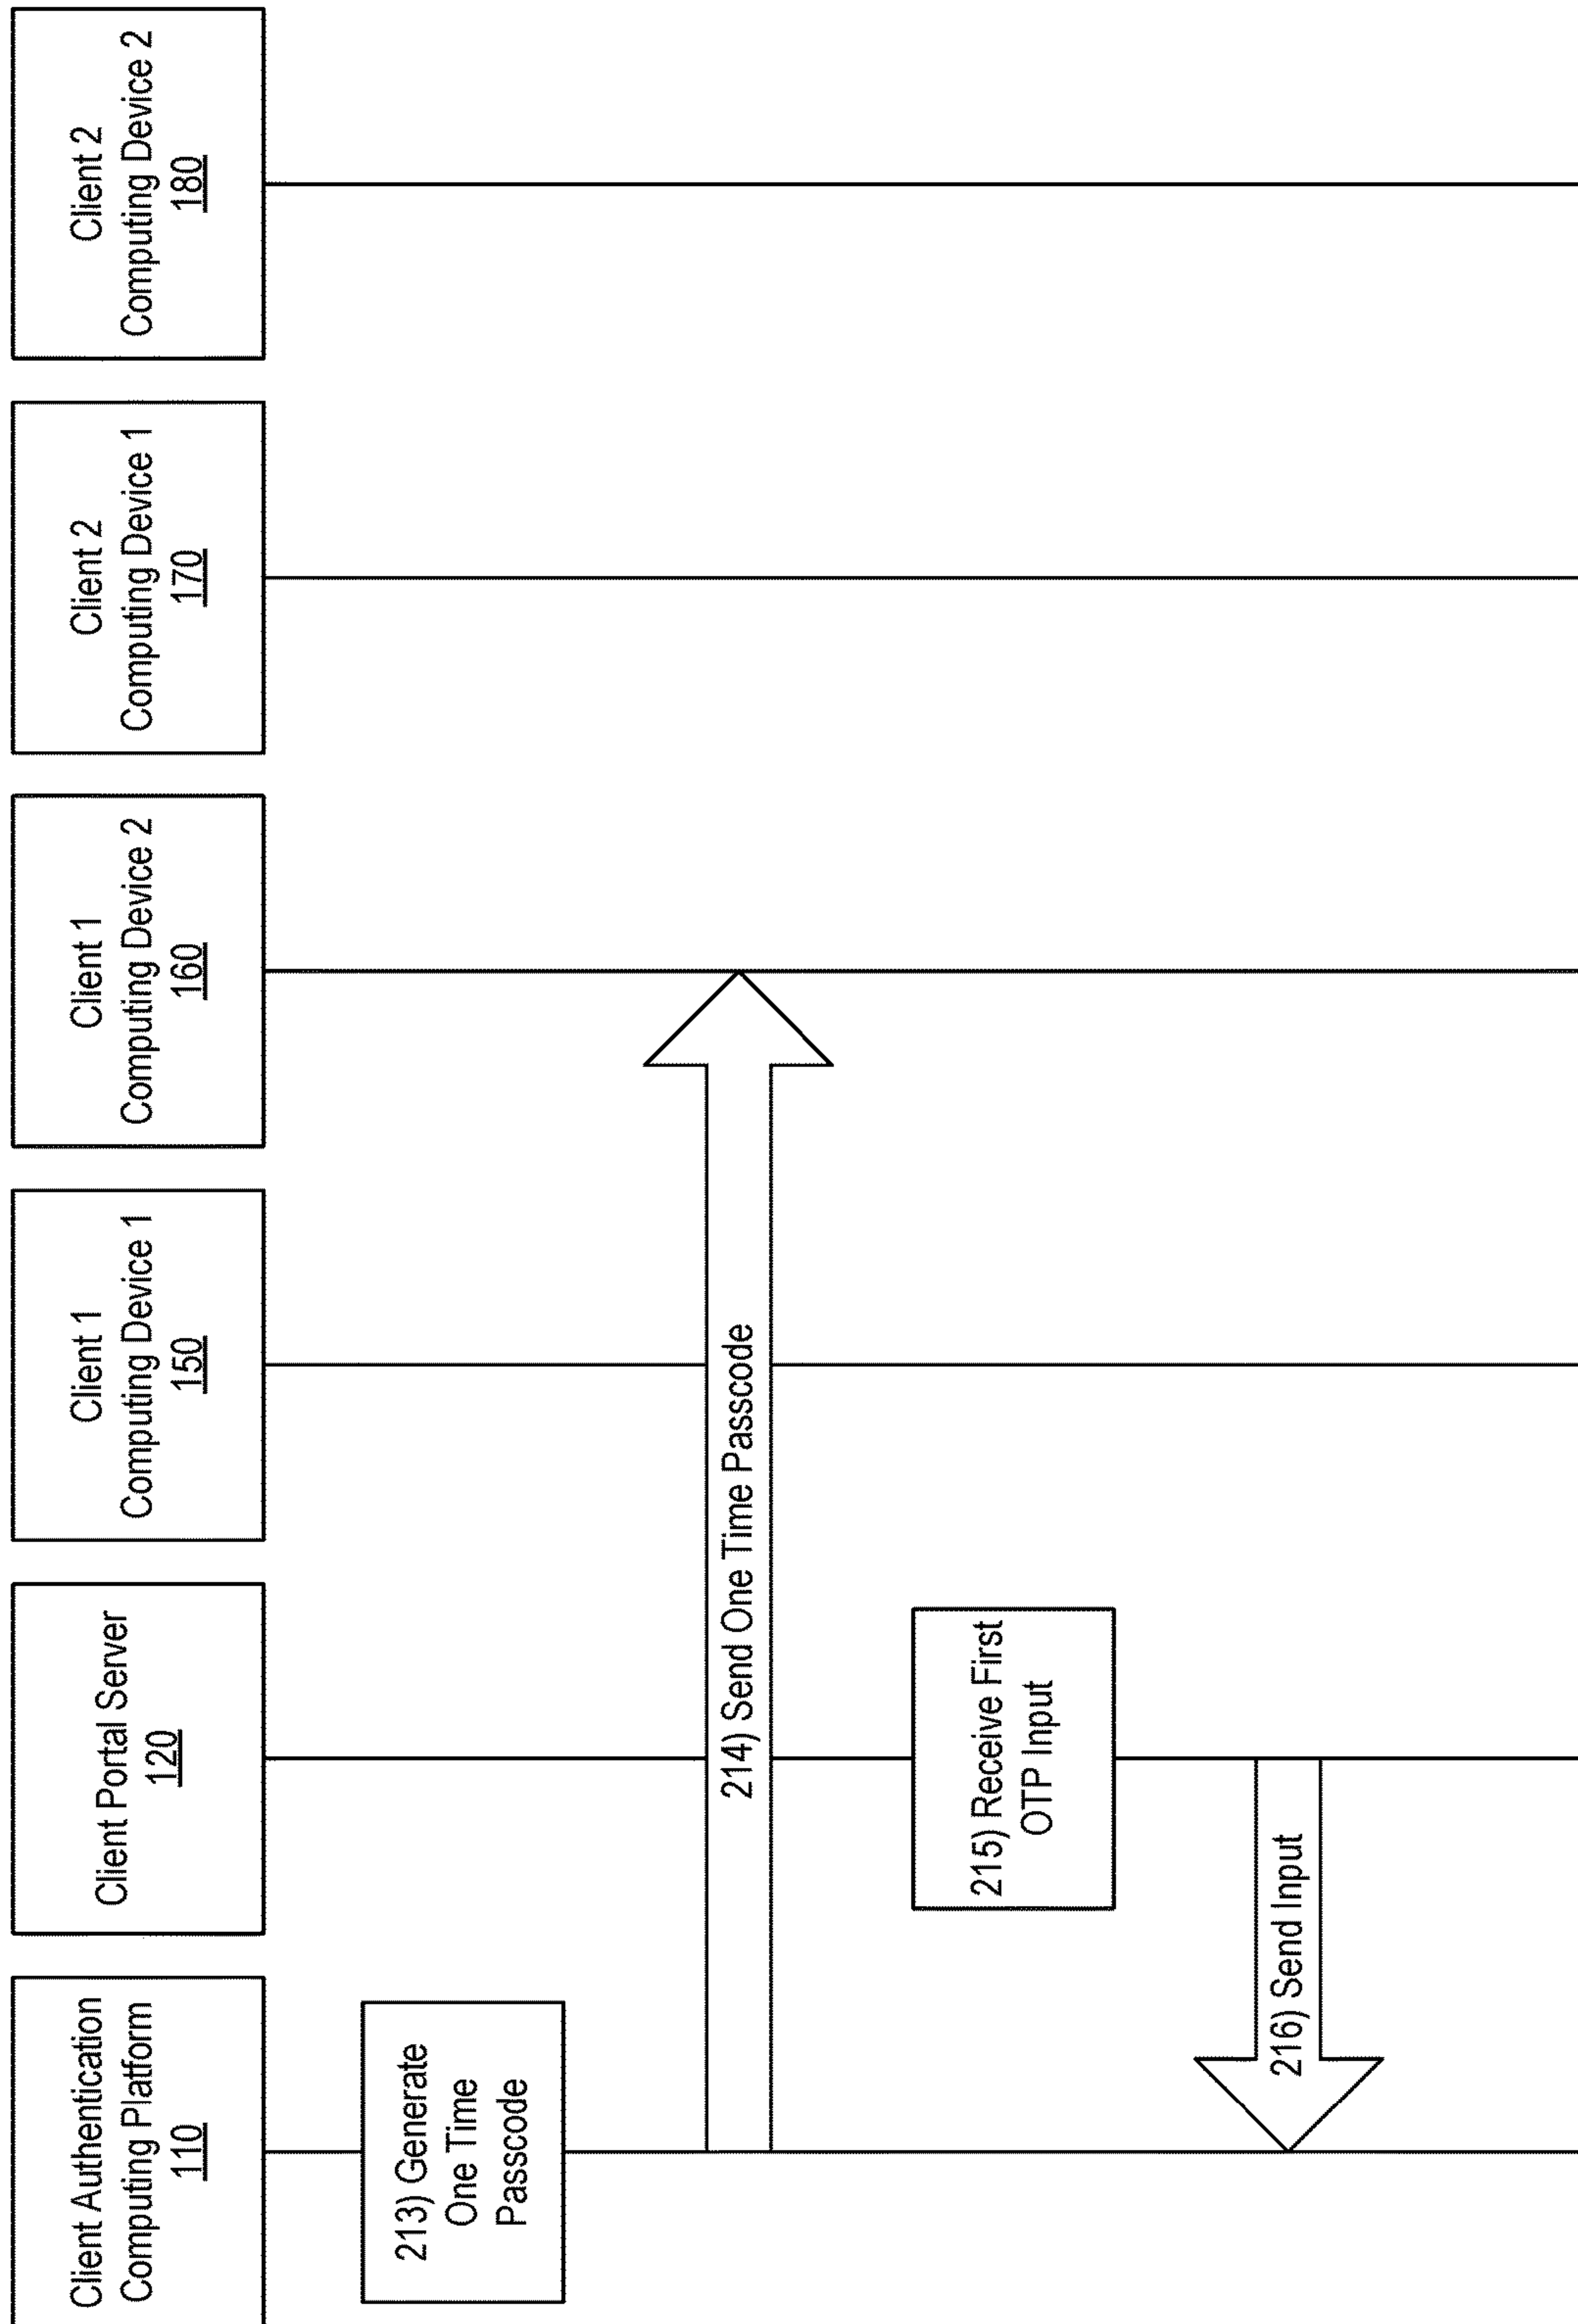 Client Authentication
Computing Platform
110
Client Portal Server
120
Client 1
Computing Device 1
150
Client 1
Computing Device 2
160
Client 2
Computing Device 1
170
Client 2
Computing Device 2
180
213) Generate
One Time
Passcode
214) Send One Time Passcode
215) Receive First
OTP Input
216) Send Input